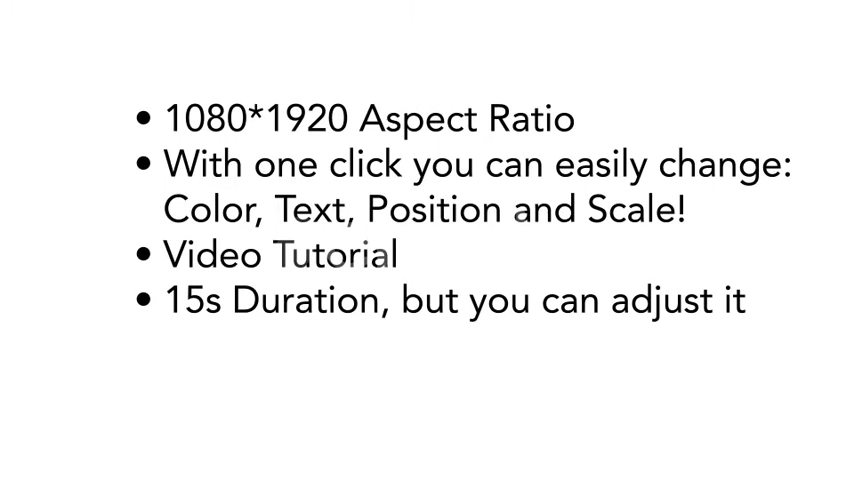 • 1080*1920 Aspect Ratio
• With one click you can easily change:
Color, Text, Position and Scale!
• Video Tutorial
• 15s Duration, but you can adjust it